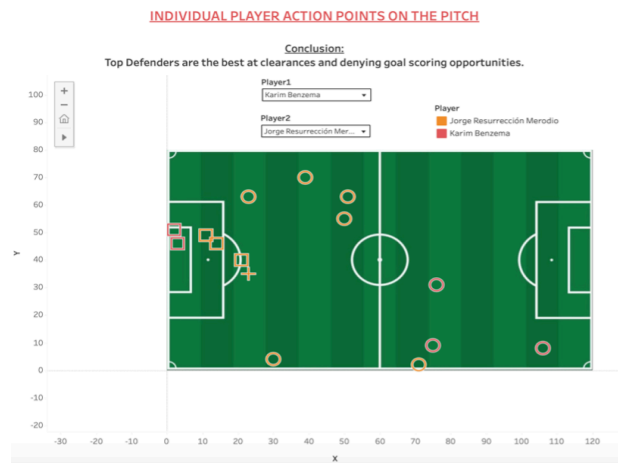 INDIVIDUAL PLAYER ACTION POINTS ON THE PITCH
Conclusion:
Top Defenders are the best at clearances and denying goal scoring opportunities.
Player1
Karim Benzema
Player2
Jorge Resurrección Mer...
Player
Jorge Resurrección Merodio
Karim Benzema
100
90
80
70
60
50
40
30
20
10
0
-10
-20
Y
-30 -20 -10 0 10 20 30 40 50 60 70 80 90 100 110 120
X